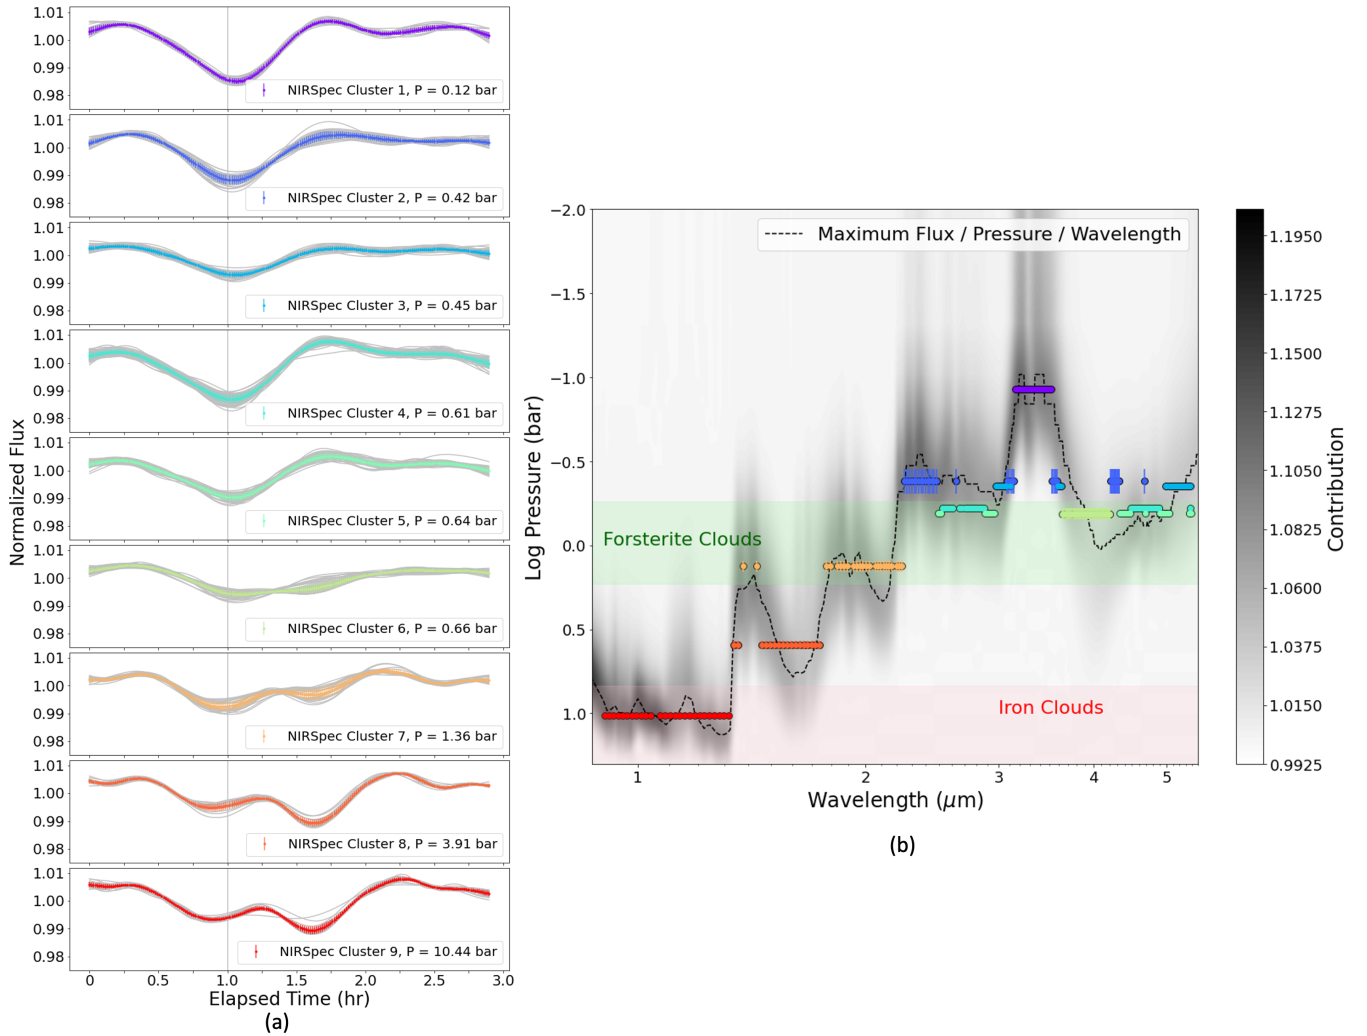 1.01
1.00
0.99
0.98
NIRSpec Cluster 1, P = 0.12 bar
1.01
1.00
0.99
0.98
NIRSpec Cluster 2, P = 0.42 bar
1.01
1.00
0.99
0.98
NIRSpec Cluster 3, P = 0.45 bar
1.01
1.00
0.99
0.98
NIRSpec Cluster 4, P = 0.61 bar
1.01
1.00
0.99
0.98
NIRSpec Cluster 5, P = 0.64 bar
1.01
1.00
0.99
0.98
NIRSpec Cluster 6, P = 0.66 bar
1.01
1.00
0.99
0.98
NIRSpec Cluster 7, P = 1.36 bar
1.01
1.00
0.99
0.98
NIRSpec Cluster 8, P = 3.91 bar
1.01
1.00
0.99
0.98
NIRSpec Cluster 9, P = 10.44 bar
Normalized Flux
0 0.5 1.0 1.5 2.0 2.5 3.0
Elapsed Time (hr)
(a)
−2.0
−1.5
−1.0
−0.5
0.0
0.5
1.0
Log Pressure (bar)
Maximum Flux / Pressure / Wavelength
Forsterite Clouds
Iron Clouds
1 2 3 4 5
Wavelength (μm)
(b)
1.1950
1.1725
1.1500
1.1275
1.1050
1.0825
1.0600
1.0375
1.0150
0.9925
Contribution